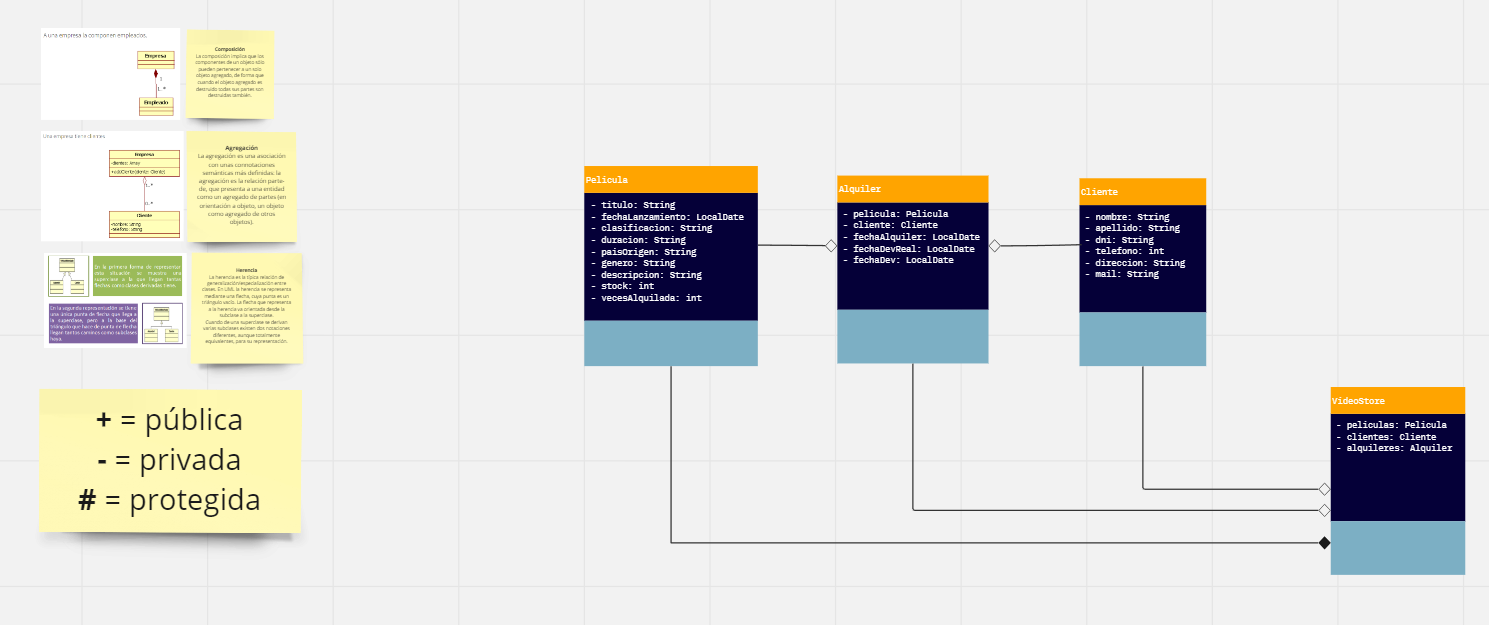 A una empresa la componen empleados.
Empresa
1
1..*
Empleado
Composición
La composición implica que los
componentes de un objeto sólo
pueden pertenecer a un solo
objeto agregado, de forma que
cuando el objeto agregado es
destruido todas sus partes son
destruidas también.
Una empresa tiene clientes.
Empresa
-clientes: Array
1..*
0..*
Cliente
-nombre: String
-telefono: String
Agregación
La agregación es una asociación
con unas connotaciones
semánticas más definidas: la
agregación es la relación parte-
de, que presenta a una entidad
como un agregado de partes (en
orientación a objeto, un objeto
como agregado de otros
objetos).
En la primera forma de representar
esta situación se muestra una
superclase a la que llegan tantas
flechas como clases derivadas tiene.
En la segunda representación se tiene
una única punta de flecha que llega a
la superclase, pero a la base del
triángulo que hace de punta de flecha
llegan tantos caminos como subclases
haya.
Herencia
La herencia es la típica relación de
generalización/especialización entre
clases. En UML la herencia se representa
mediante una flecha, cuya punta es un
triángulo vacío. La flecha que representa
a la herencia va orientada desde la
subclase a la superclase.
Cuando de una superclase se derivan
varias subclases existen dos notaciones
diferentes, aunque totalmente
equivalentes, para su representación.
+ = pública
- = privada
# = protegida
Pelicula
- titulo: String
- fechaLanzamiento: LocalDate
- clasificacion: String
- duracion: String
- paisOrigen: String
- genero: String
- descripcion: String
- stock: int
- vecesAlquilada: int
Alquiler
- pelicula: Pelicula
- cliente: Cliente
- fechaAlquiler: LocalDate
- fechaDevReal: LocalDate
- fechaDev: LocalDate
Cliente
- nombre: String
- apellido: String
- dni: String
- telefono: int
- direccion: String
- mail: String
VideoStore
- peliculas: Pelicula
- clientes: Cliente
- alquileres: Alquiler